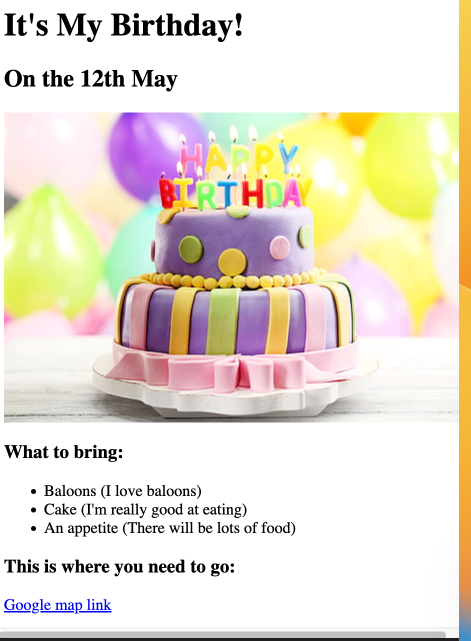 It's My Birthday!
On the 12th May
HAPPY
BIRTHDAY
What to bring:
Baloons (I love baloons)
Cake (I'm really good at eating)
An appetite (There will be lots of food)
This is where you need to go:
Google map link